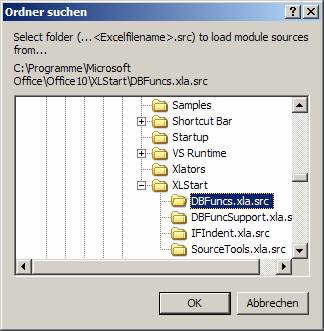 Ordner suchen
Select folder (...<Excelfilename>.src) to load module sources
from...
C:\Programme\Microsoft
Office\Office10\XLStart\DBFuncs.xla.src
Samples
Shortcut Bar
Startup
VS Runtime
Xlators
XLStart
DBFuncs.xla.src
DBFuncSupport.xla.s
IFIndent.xla.src
SourceTools.xla.src
OK
Abbrechen